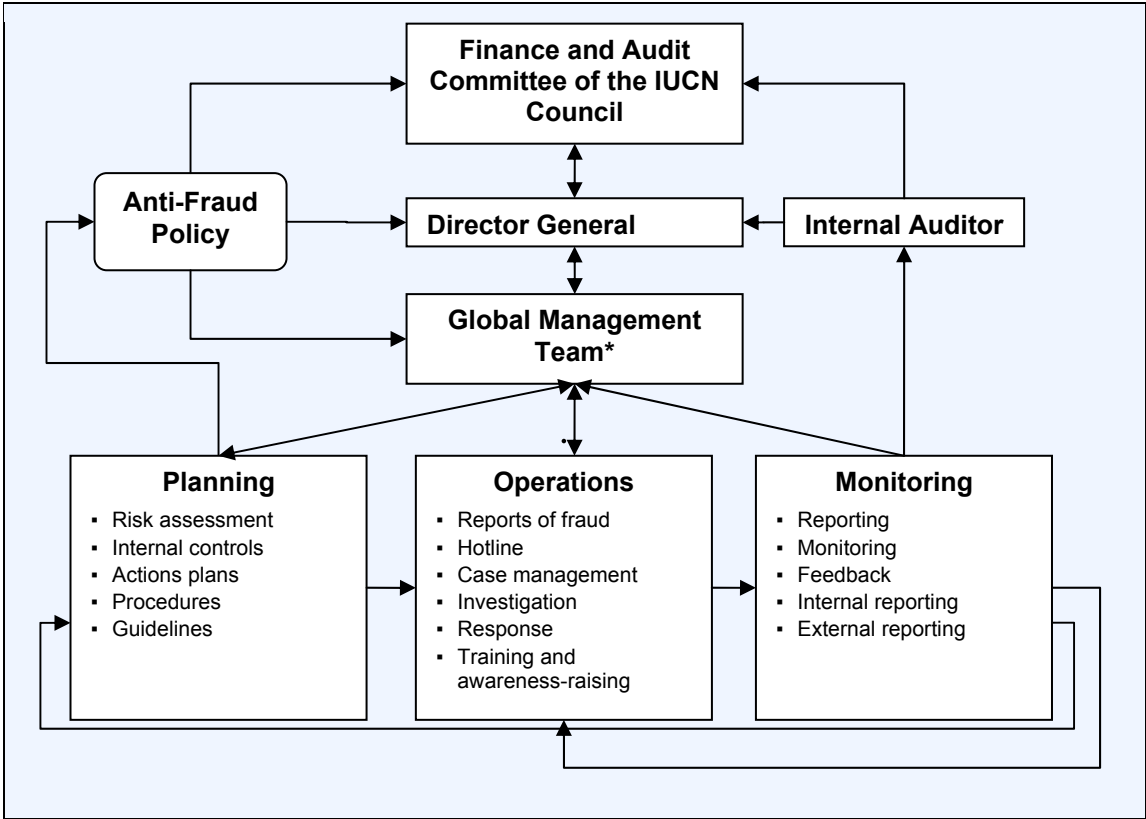 Finance and Audit
Committee of the IUCN
Council
Anti-Fraud
Policy
Director General
Internal Auditor
Global Management
Team*
Planning
▪ Risk assessment
▪ Internal controls
▪ Actions plans
▪ Procedures
▪ Guidelines
Operations
▪ Reports of fraud
▪ Hotline
▪ Case management
▪ Investigation
▪ Response
▪ Training and
awareness-raising
Monitoring
▪ Reporting
▪ Monitoring
▪ Feedback
▪ Internal reporting
▪ External reporting